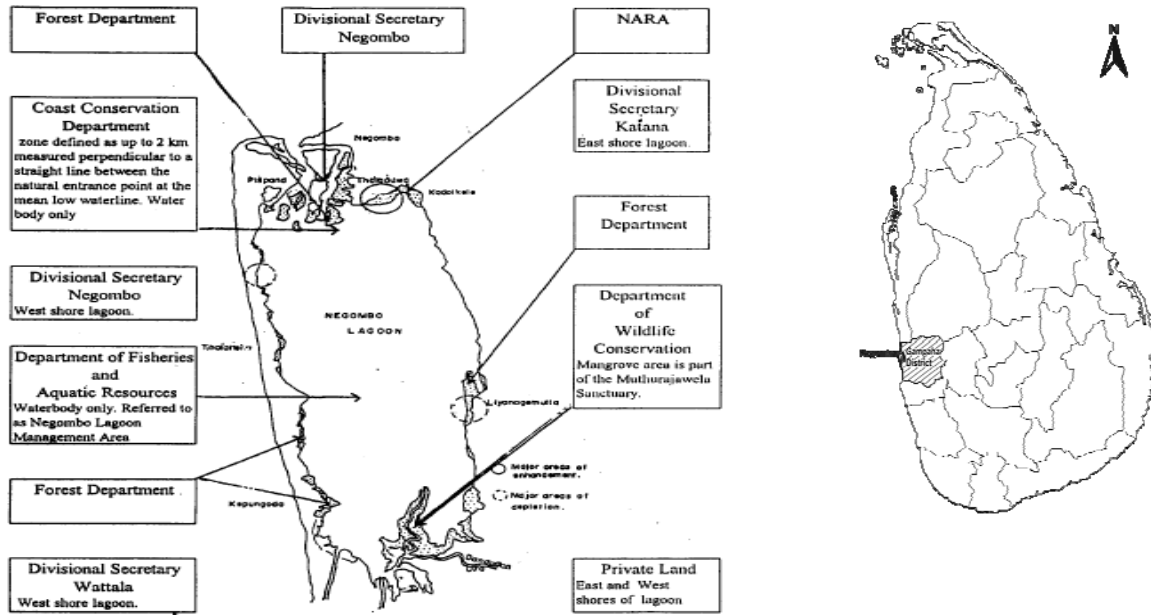 Forest Department
Divisional Secretary
Negombo
NARA
Coast Conservation
Department
zone defined as up to 2 km
measured perpendicular to a
straight line between the
natural entrance point at the
mean low waterline. Water
body only
Divisional
Secretary
Katana
East shore lagoon.
Negombo
Pitipana
Kadolkele
Forest
Department
Divisional Secretary
Negombo
West shore lagoon.
NEGOMBO
LAGOON
Department
of
Wildlife
Conservation
Mangrove area is part
of the Muthurajawela
Sanctuary.
Department of Fisheries
and
Aquatic Resources
Waterbody only. Referred to
as Negombo Lagoon
Management Area
Liyanagemulla
Major areas of
enhancement.
Major areas of
depletion.
Forest Department
Kepungoda
Divisional Secretary
Wattala
West shore lagoon.
Private Land
East and West
shores of lagoon
N
Negombo
Gampaha
District